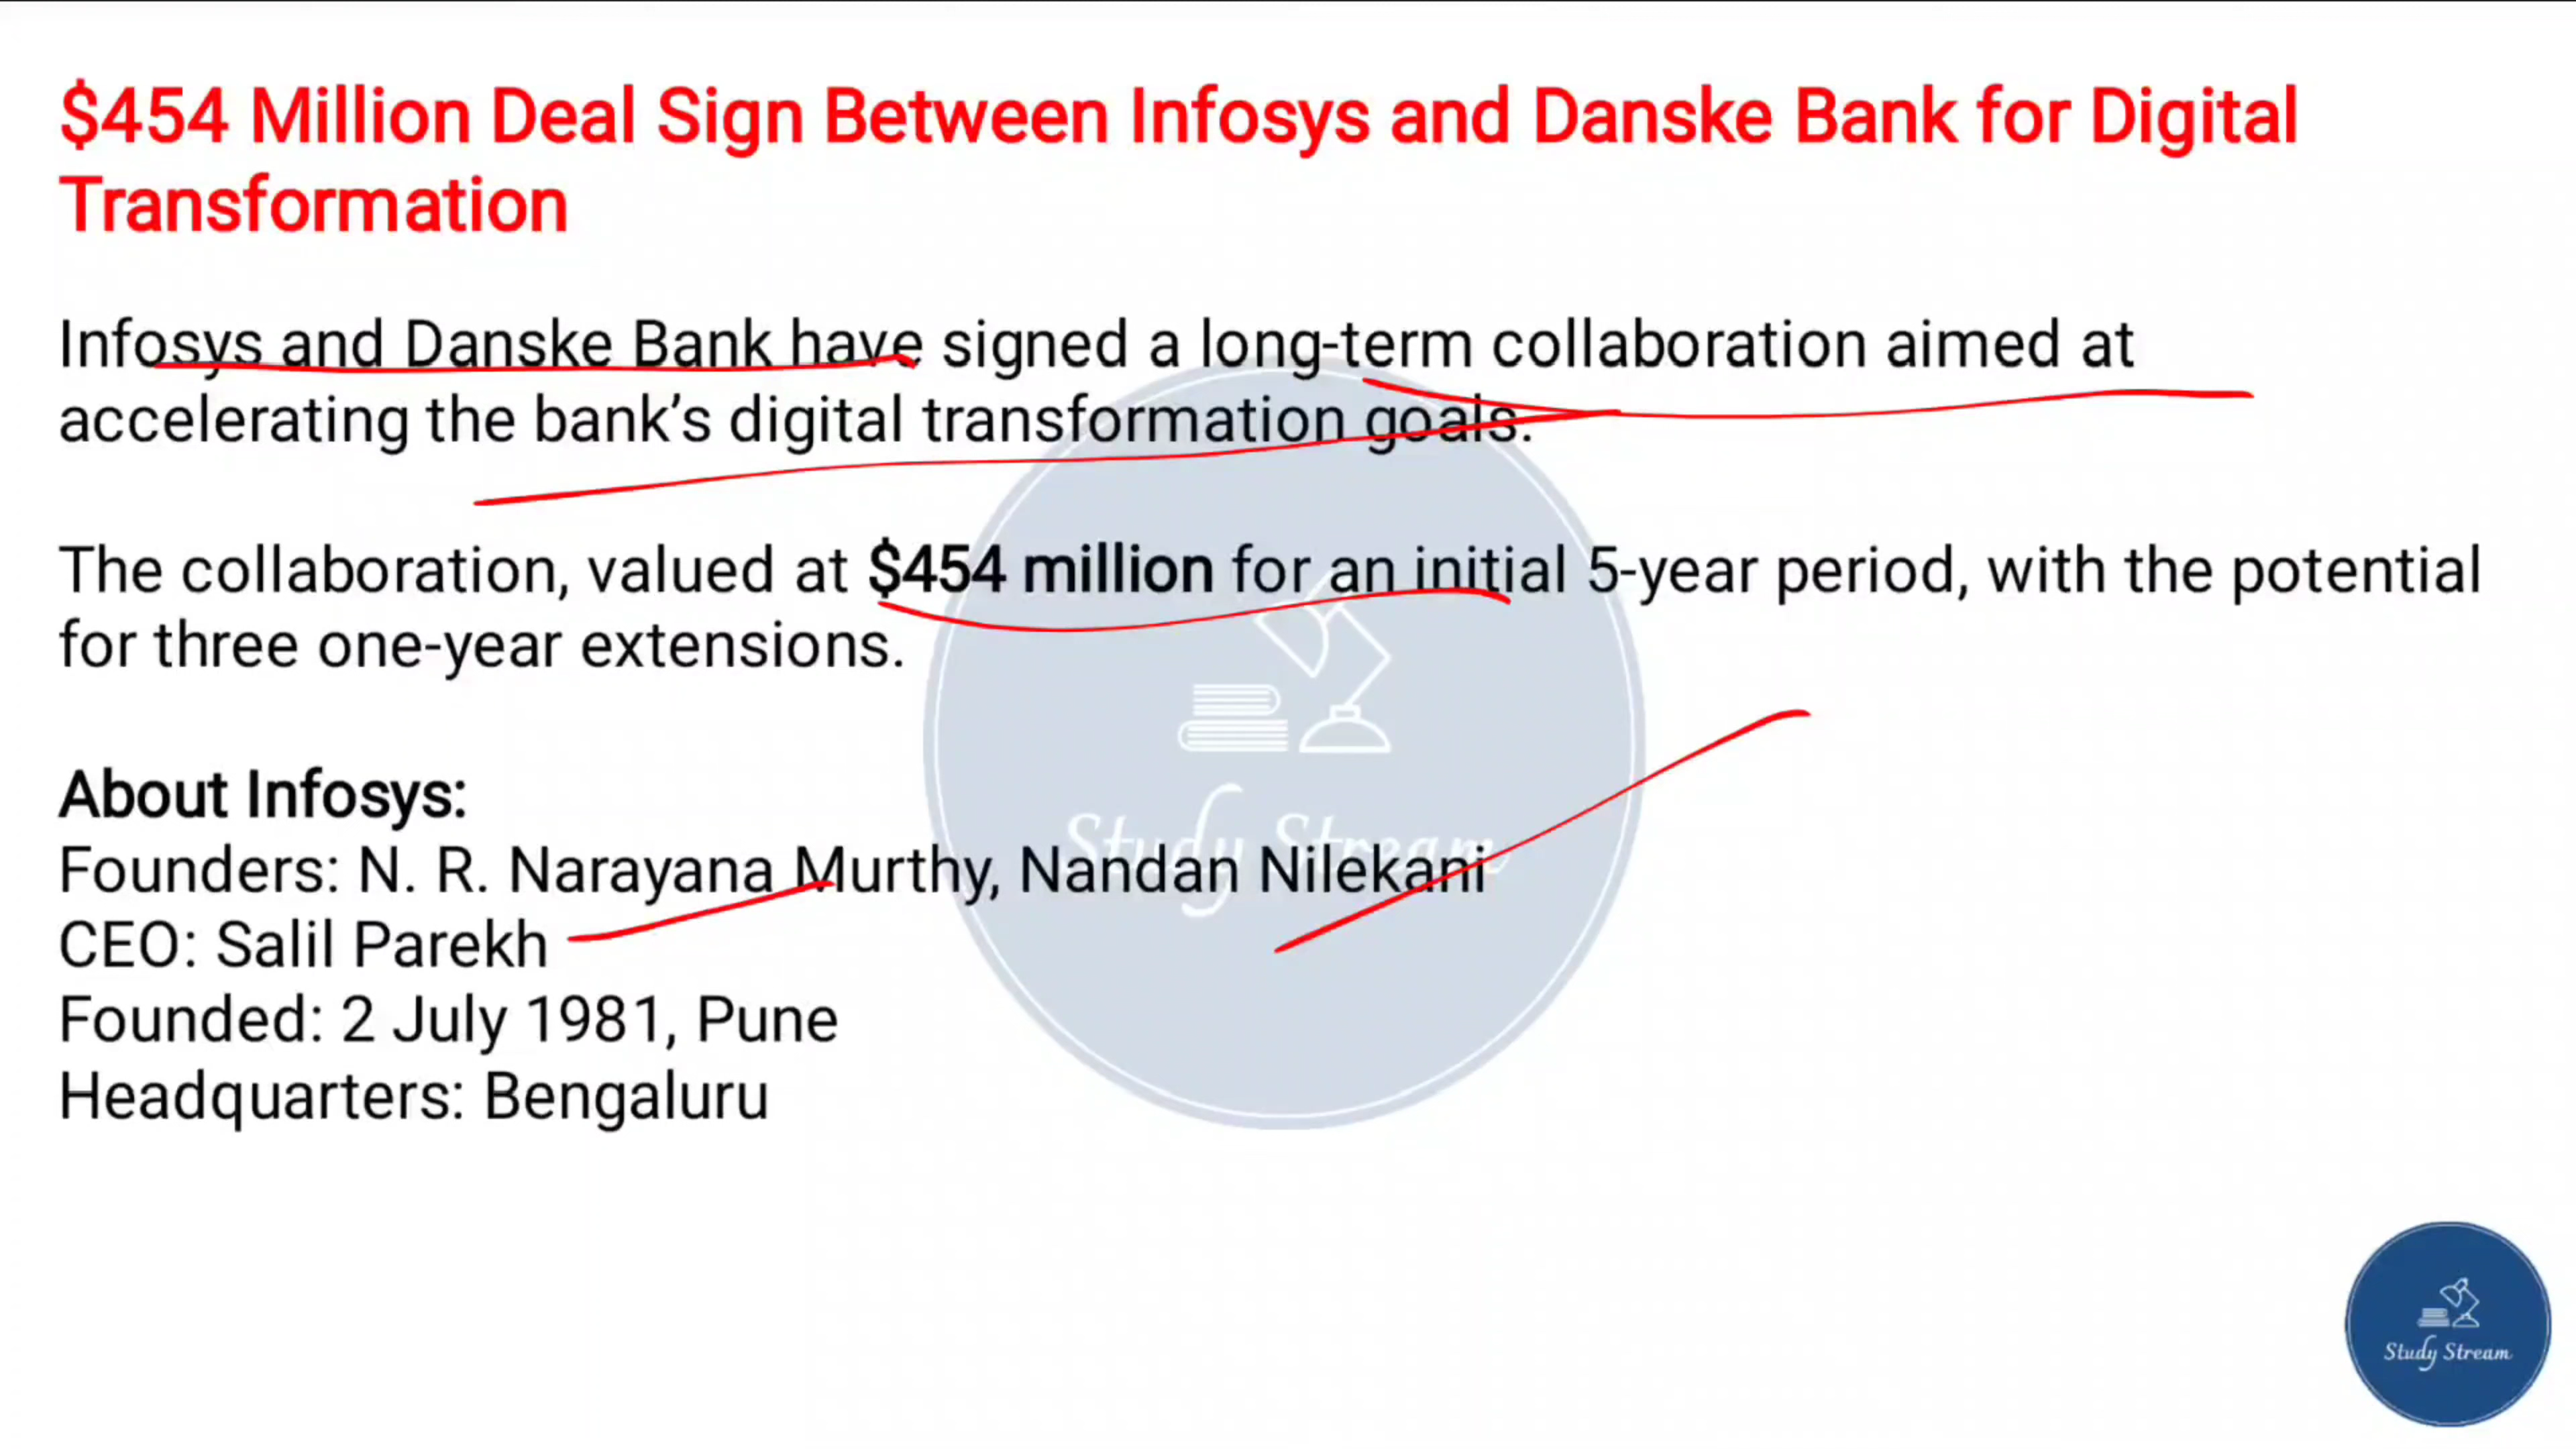 $454 Million Deal Sign Between Infosys and Danske Bank for Digital
Transformation
Infosys and Danske Bank have signed a long-term collaboration aimed at
accelerating the bank’s digital transformation goals.
The collaboration, valued at $454 million for an initial 5-year period, with the potential
for three one-year extensions.
About Infosys:
Founders: N. R. Narayana Murthy, Nandan Nilekani
CEO: Salil Parekh
Founded: 2 July 1981, Pune
Headquarters: Bengaluru
Study Stream
Study Stream